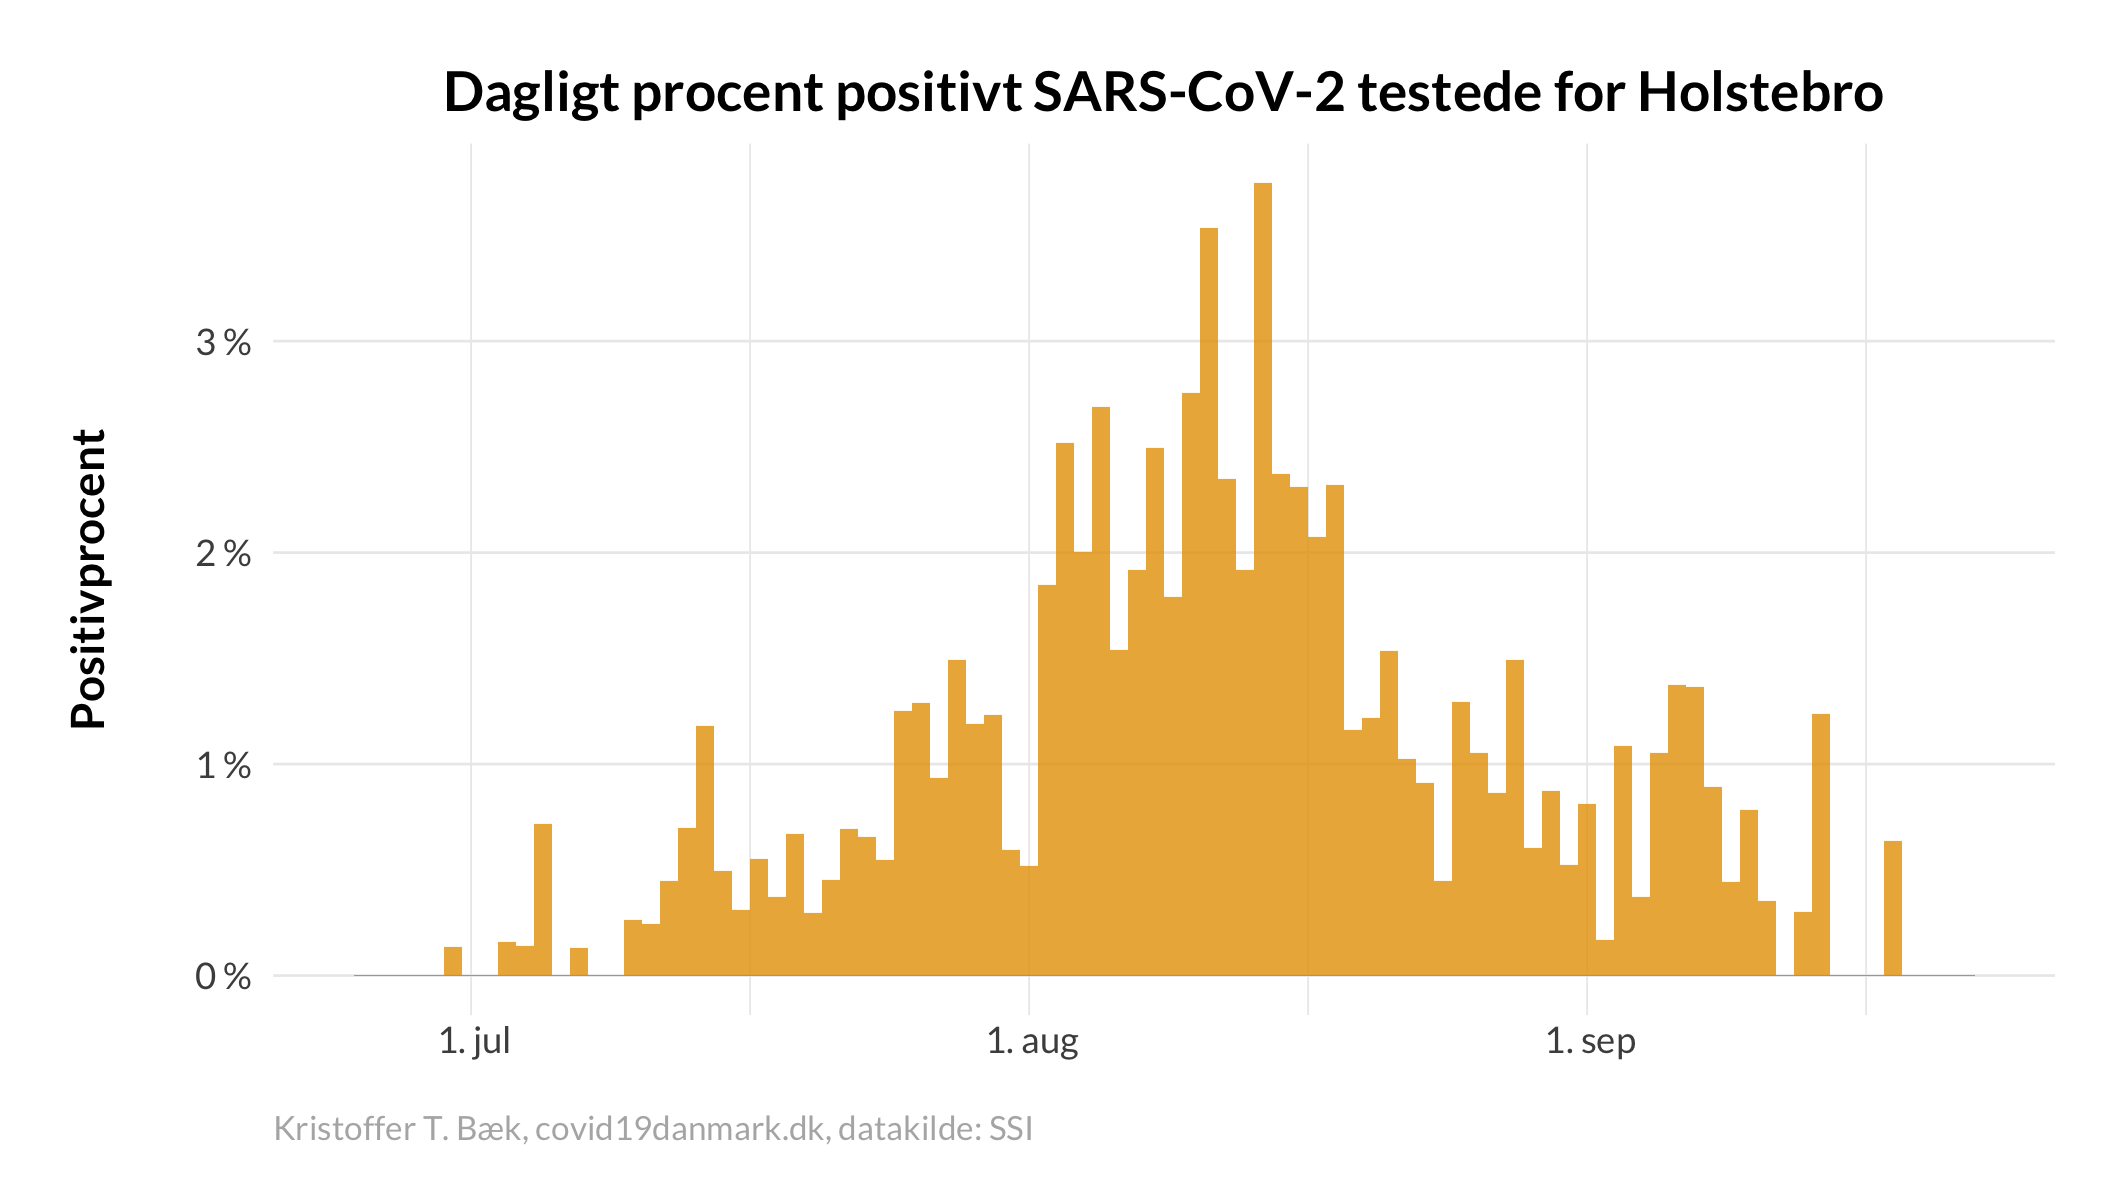 Dagligt procent positivt SARS-CoV-2 testede for Holstebro
Positivprocent
3 %
2 %
1 %
0 %
1. jul
1. aug
1. sep
Kristoffer T. Bæk, covid19danmark.dk, datakilde: SSI